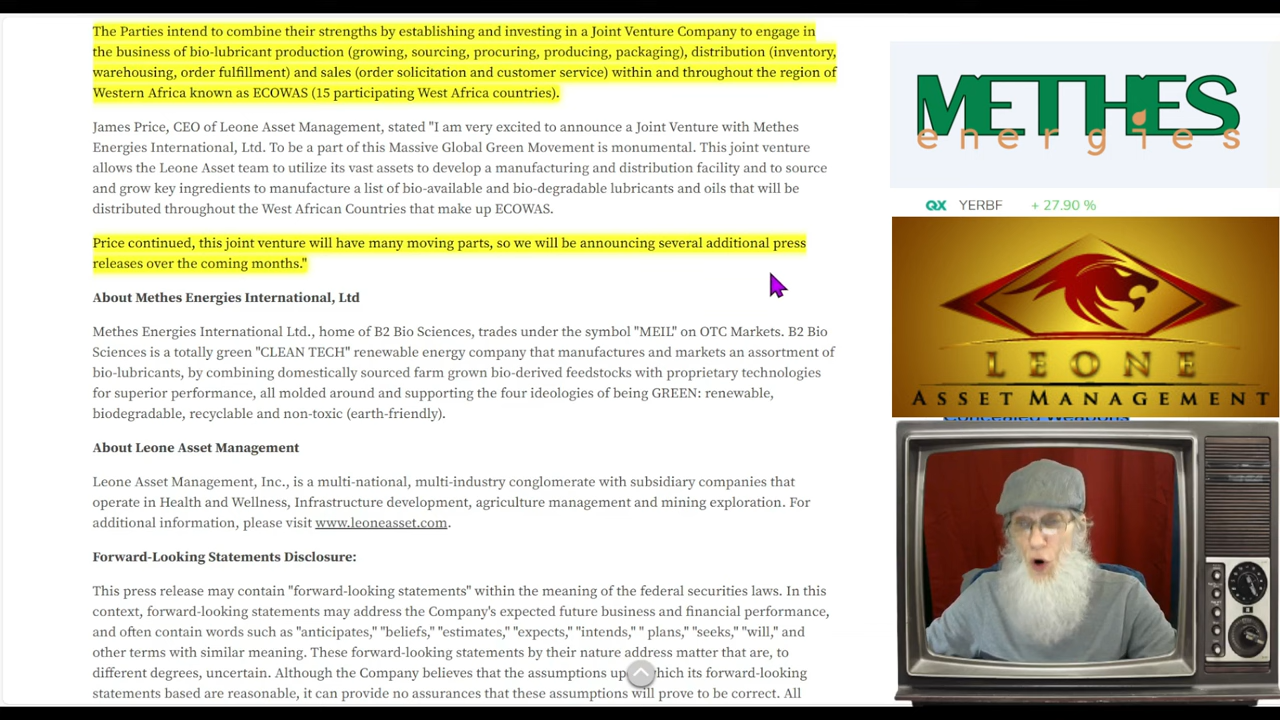 The Parties intend to combine their strengths by establishing and investing in a Joint Venture Company to engage in
the business of bio-lubricant production (growing, sourcing, procuring, producing, packaging), distribution (inventory,
warehousing, order fulfillment) and sales (order solicitation and customer service) within and throughout the region of
Western Africa known as ECOWAS (15 participating West Africa countries).
James Price, CEO of Leone Asset Management, stated "I am very excited to announce a Joint Venture with Methes
Energies International, Ltd. To be a part of this Massive Global Green Movement is monumental. This joint venture
allows the Leone Asset team to utilize its vast assets to develop a manufacturing and distribution facility and to source
and grow key ingredients to manufacture a list of bio-available and bio-degradable lubricants and oils that will be
distributed throughout the West African Countries that make up ECOWAS.
Price continued, this joint venture will have many moving parts, so we will be announcing several additional press
releases over the coming months."
About Methes Energies International, Ltd
Methes Energies International Ltd., home of B2 Bio Sciences, trades under the symbol "MEIL" on OTC Markets. B2 Bio
Sciences is a totally green "CLEAN TECH" renewable energy company that manufactures and markets an assortment of
bio-lubricants, by combining domestically sourced farm grown bio-derived feedstocks with proprietary technologies
for superior performance, all molded around and supporting the four ideologies of being GREEN: renewable,
biodegradable, recyclable and non-toxic (earth-friendly).
About Leone Asset Management
Leone Asset Management, Inc., is a multi-national, multi-industry conglomerate with subsidiary companies that
operate in Health and Wellness, Infrastructure development, agriculture management and mining exploration. For
additional information, please visit www.leoneasset.com.
Forward-Looking Statements Disclosure:
This press release may contain "forward-looking statements" within the meaning of the federal securities laws. In this
context, forward-looking statements may address the Company's expected future business and financial performance,
and often contain words such as "anticipates," "beliefs," "estimates," "expects," "intends," " plans," "seeks," "will," and
other terms with similar meaning. These forward-looking statements by their nature address matter that are, to
different degrees, uncertain. Although the Company believes that the assumptions which its forward-looking
statements based are reasonable, it can provide no assurances that these assumptions will prove to be correct. All
METHES
energies
QX YERBF + 27.90 %
LEONE
ASSET MANAGEMENT